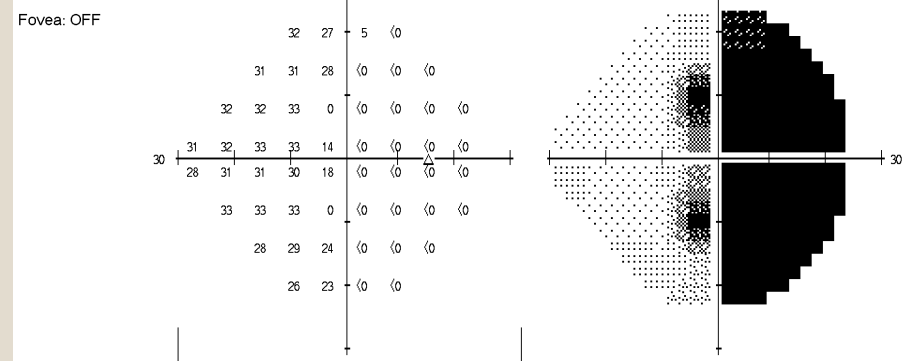 Fovea: OFF
32 27 5 <0
31 31 28 <0 <0 <0
32 32 33 0 <0 <0 <0 <0
31 32 33 33 14 <0 <0 <0 <0
30 30
28 31 31 30 18 <0 <0 <0 <0
33 33 33 0 <0 <0 <0 <0
28 29 24 <0 <0 <0
26 23 <0 <0